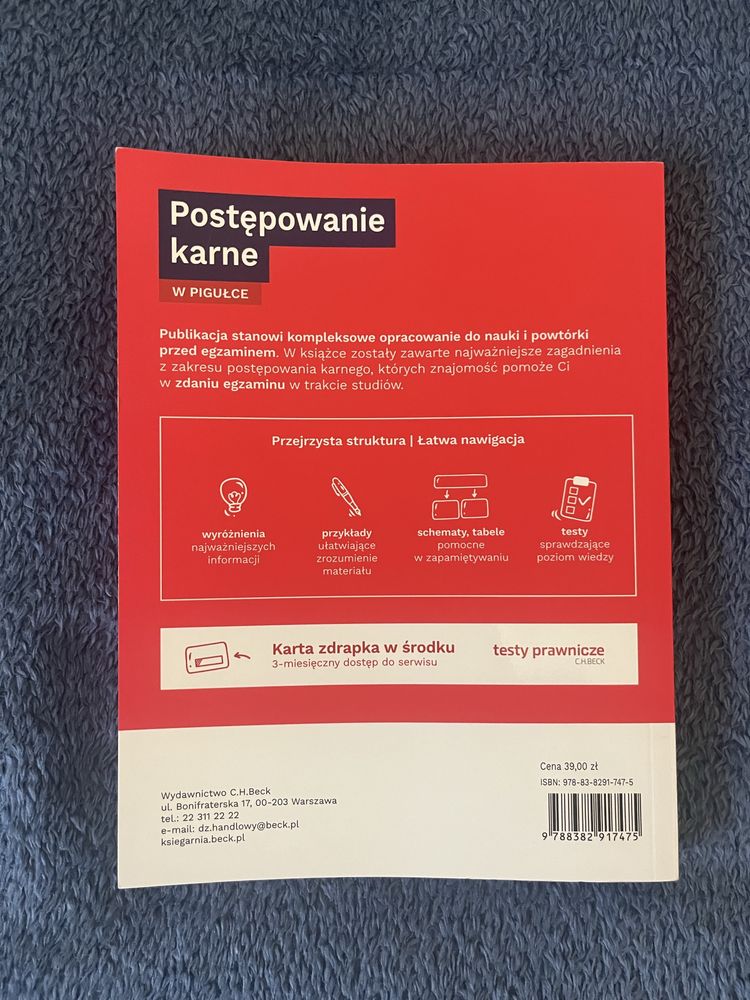 Postępowanie
karne
W PIGUŁCE
Publikacja stanowi kompleksowe opracowanie do nauki i powtórki
przed egzaminem. W książce zostały zawarte najważniejsze zagadnienia
z zakresu postępowania karnego, których znajomość pomoże Ci
w zdaniu egzaminu w trakcie studiów.
Przejrzysta struktura | Łatwa nawigacja
wyróżnienia
najważniejszych
informacji
przykłady
ułatwiające
zrozumienie
materiału
schematy, tabele
pomocne
w zapamiętywaniu
testy
sprawdzające
poziom wiedzy
Karta zdrapka w środku
3-miesięczny dostęp do serwisu
testy prawnicze
C.H.BECK
Wydawnictwo C.H.Beck
ul. Bonifraterska 17, 00-203 Warszawa
tel.: 22 311 22 22
e-mail: dz.handlowy@beck.pl
ksiegarnia.beck.pl
Cena 39,00 zł
ISBN: 978-83-8291-747-5
9 788382 917475